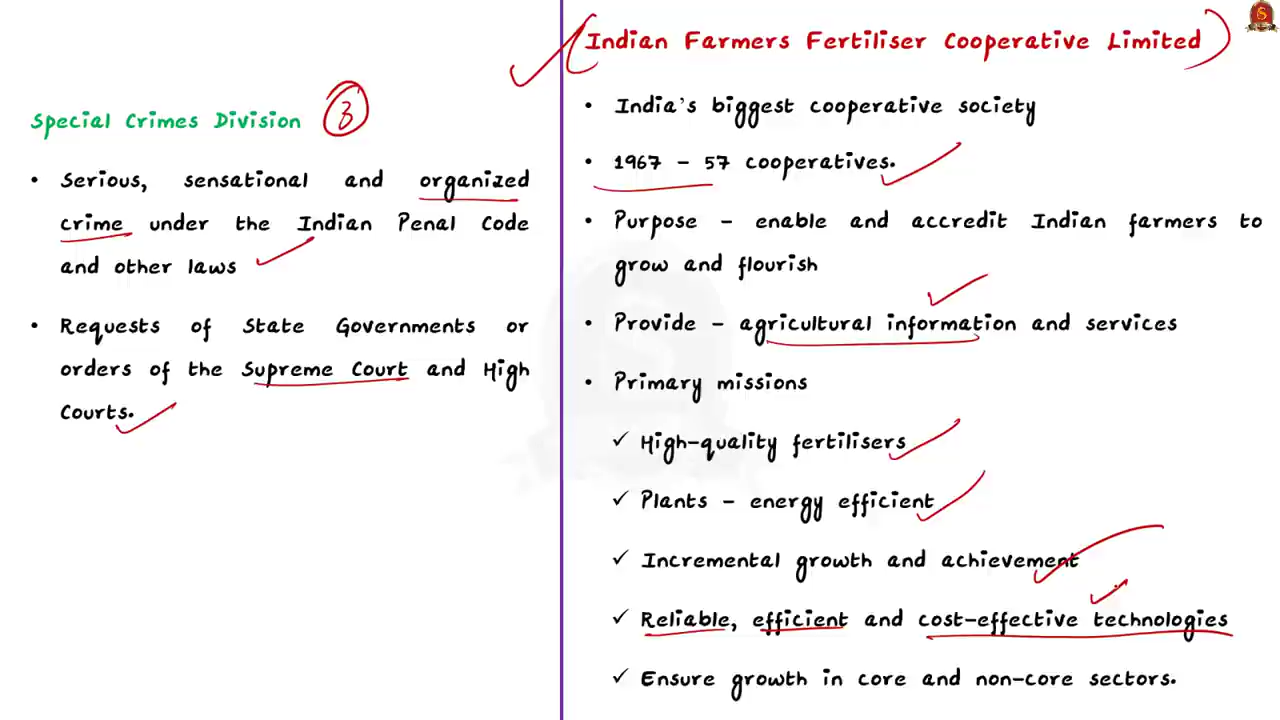 Special Crimes Division 3
• Serious, sensational and organized
crime under the Indian Penal Code
and other laws
• Requests of State Governments or
orders of the Supreme Court and High
Courts.
Indian Farmers Fertiliser Cooperative Limited
• India's biggest cooperative society
• 1967 – 57 cooperatives.
• Purpose – enable and accredit Indian farmers to
grow and flourish
• Provide – agricultural information and services
• Primary missions
✓ High-quality fertilisers
✓ Plants – energy efficient
✓ Incremental growth and achievement
✓ Reliable, efficient and cost-effective technologies
✓ Ensure growth in core and non-core sectors.